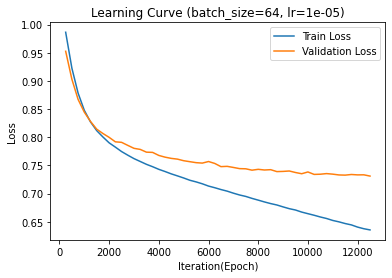 Learning Curve (batch_size=64, lr=1e-05)
Train Loss
Validation Loss
Loss
1.00
0.95
0.90
0.85
0.80
0.75
0.70
0.65
0 2000 4000 6000 8000 10000 12000
Iteration(Epoch)